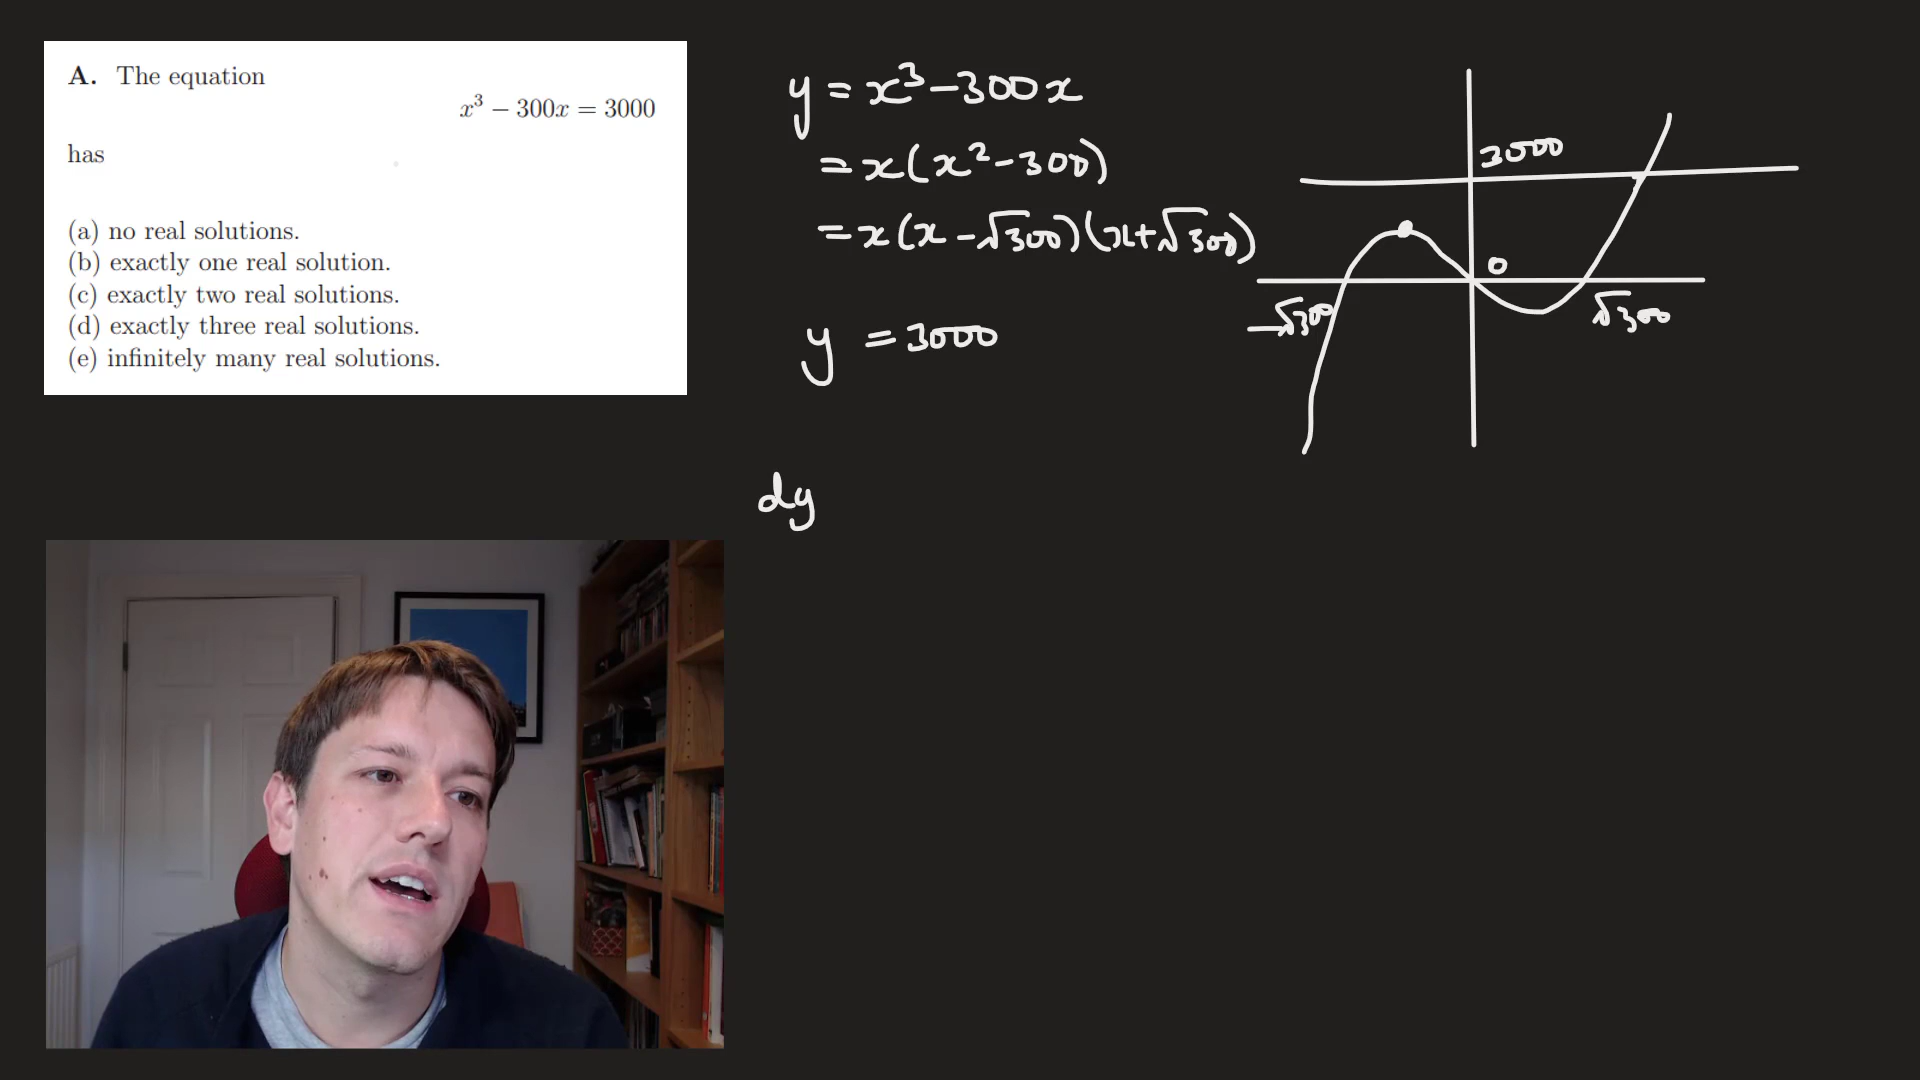 A. The equation
x³ − 300x = 3000
has
(a) no real solutions.
(b) exactly one real solution.
(c) exactly two real solutions.
(d) exactly three real solutions.
(e) infinitely many real solutions.
y = x³ − 300x
= x(x² − 300)
= x(x − √300)(x + √300)
y = 3000
dy
3000
0
−√300
√300